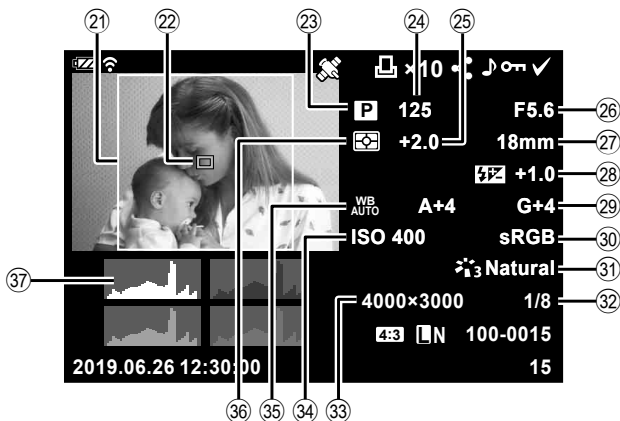 21 22 23 24 25
×10
P 125 F5.6 26
+2.0 18mm 27
+1.0 28
WB AUTO A+4 G+4 29
ISO 400 sRGB 30
3 Natural 31
37
4000×3000 1/8 32
4:3 LN 100-0015
2019.06.26 12:30:00 15
36 35 34 33